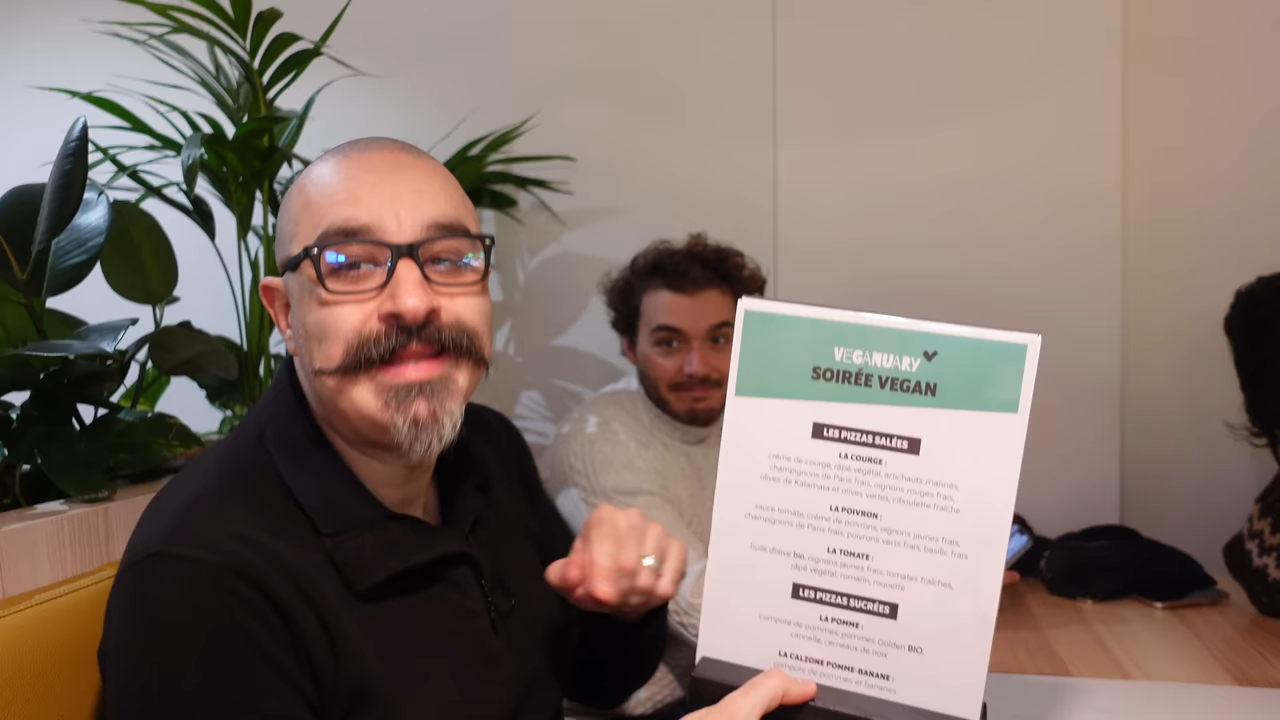 VEGANUARY
SOIRÉE VEGAN
LES PIZZAS SALÉES
LA COURGE :
crème de courge, râpé végétal, artichauts marinés,
champignons de Paris frais, oignons rouges frais,
olives de Kalamata et olives vertes, ciboulette fraîche
LA POIVRON :
sauce tomate, crème de poivrons, oignons jaunes frais,
champignons de Paris frais, poivrons verts frais, basilic frais
LA TOMATE :
huile d'olive bio, oignons jaunes frais, tomates fraîches,
râpé végétal, romarin, roquette
LES PIZZAS SUCRÉES
LA POMME :
compote de pommes, pommes Golden BIO,
cannelle, cerneaux de noix
LA CALZONE POMME-BANANE :
compote de pommes et bananes